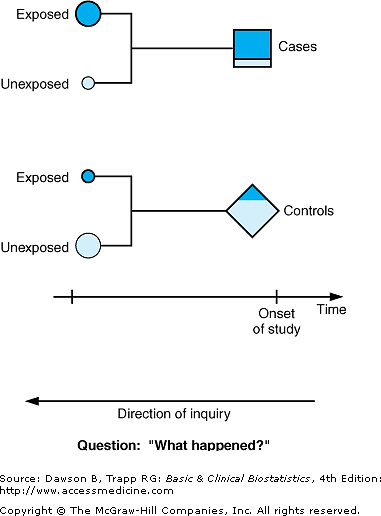 Exposed
Cases
Unexposed
Exposed
Controls
Unexposed
Time
Onset
of study
Direction of inquiry
Question: "What happened?"
Source: Dawson B, Trapp RG: Basic & Clinical Biostatistics, 4th Edition:
http://www.accessmedicine.com
Copyright © The McGraw-Hill Companies, Inc. All rights reserved.